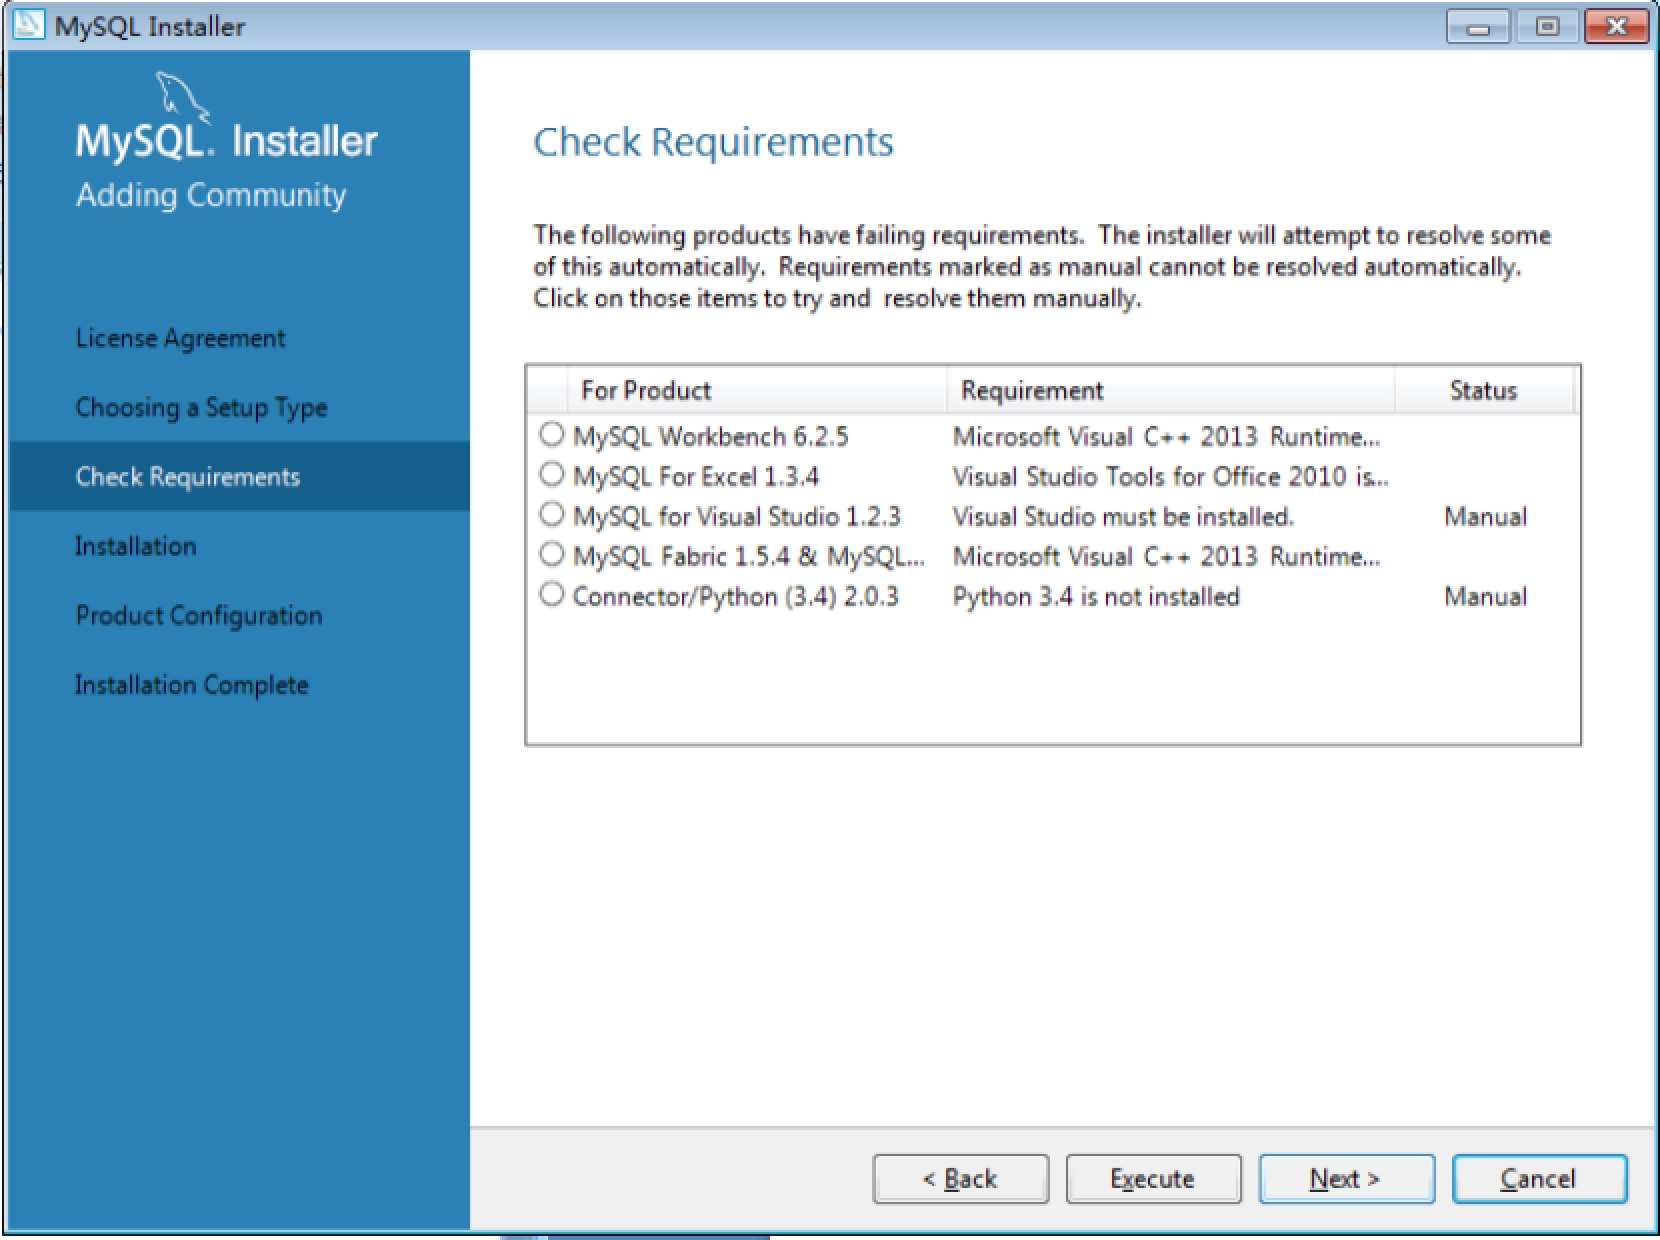 MySQL Installer
MySQL. Installer
Adding Community
License Agreement
Choosing a Setup Type
Check Requirements
Installation
Product Configuration
Installation Complete
Check Requirements
The following products have failing requirements.  The installer will attempt to resolve some
of this automatically.  Requirements marked as manual cannot be resolved automatically.
Click on those items to try and  resolve them manually.
For Product Requirement Status
MySQL Workbench 6.2.5 Microsoft Visual C++ 2013 Runtime...
MySQL For Excel 1.3.4 Visual Studio Tools for Office 2010 is...
MySQL for Visual Studio 1.2.3 Visual Studio must be installed. Manual
MySQL Fabric 1.5.4 & MySQL... Microsoft Visual C++ 2013 Runtime...
Connector/Python (3.4) 2.0.3 Python 3.4 is not installed Manual
< Back Execute Next > Cancel